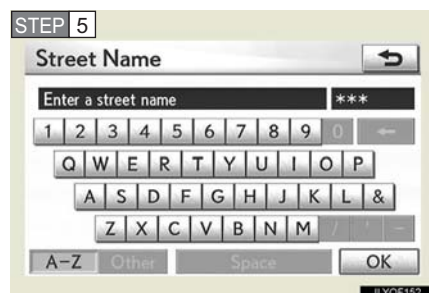 STEP 5
Street Name
Enter a street name ***
1 2 3 4 5 6 7 8 9 0 ←
Q W E R T Y U I O P
A S D F G H J K L &
Z X C V B N M / ' -
A-Z Other Space OK